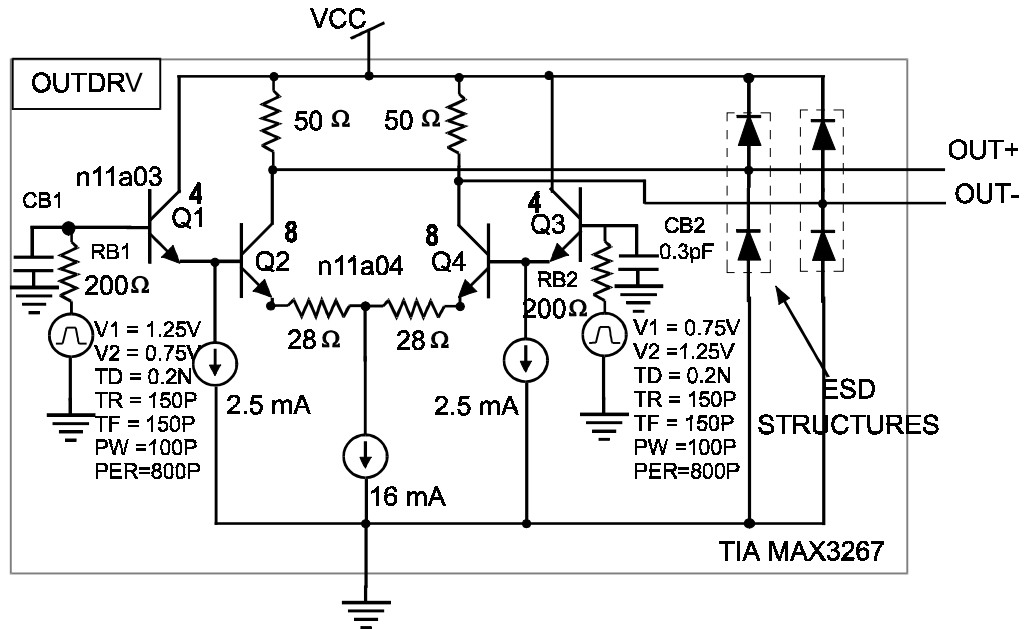 VCC
OUTDRV
50 Ω
50 Ω
OUT+
OUT-
n11a03
4
Q1
CB1
RB1
200Ω
8
Q2
n11a04
8
Q4
4
Q3
CB2
0.3pF
RB2
200Ω
28 Ω
28 Ω
V1 = 1.25V
V2 = 0.75V
TD = 0.2N
TR = 150P
TF = 150P
PW =100P
PER=800P
2.5 mA
2.5 mA
16 mA
V1 = 0.75V
V2 =1.25V
TD = 0.2N
TR = 150P
TF = 150P
PW =100P
PER=800P
ESD
STRUCTURES
TIA MAX3267